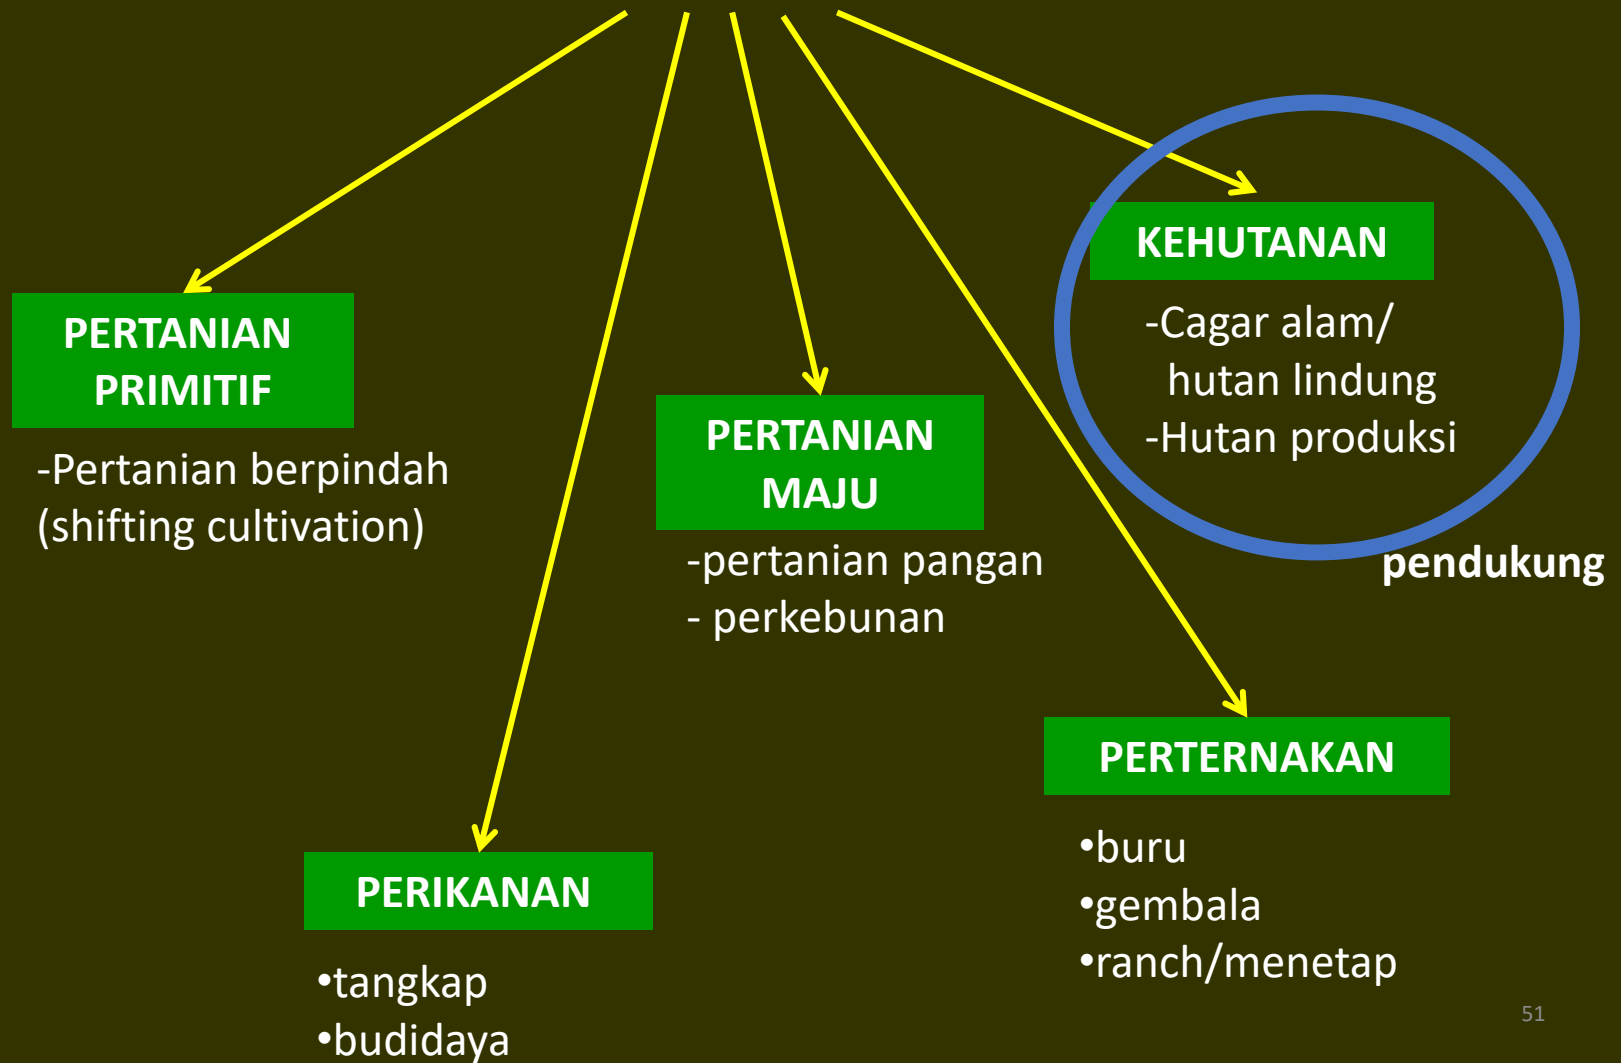 KEHUTANAN
-Cagar alam/
hutan lindung
-Hutan produksi
pendukung
PERTANIAN
PRIMITIF
-Pertanian berpindah
(shifting cultivation)
PERTANIAN
MAJU
-pertanian pangan
- perkebunan
PERTERNAKAN
•buru
•gembala
•ranch/menetap
PERIKANAN
•tangkap
•budidaya
51